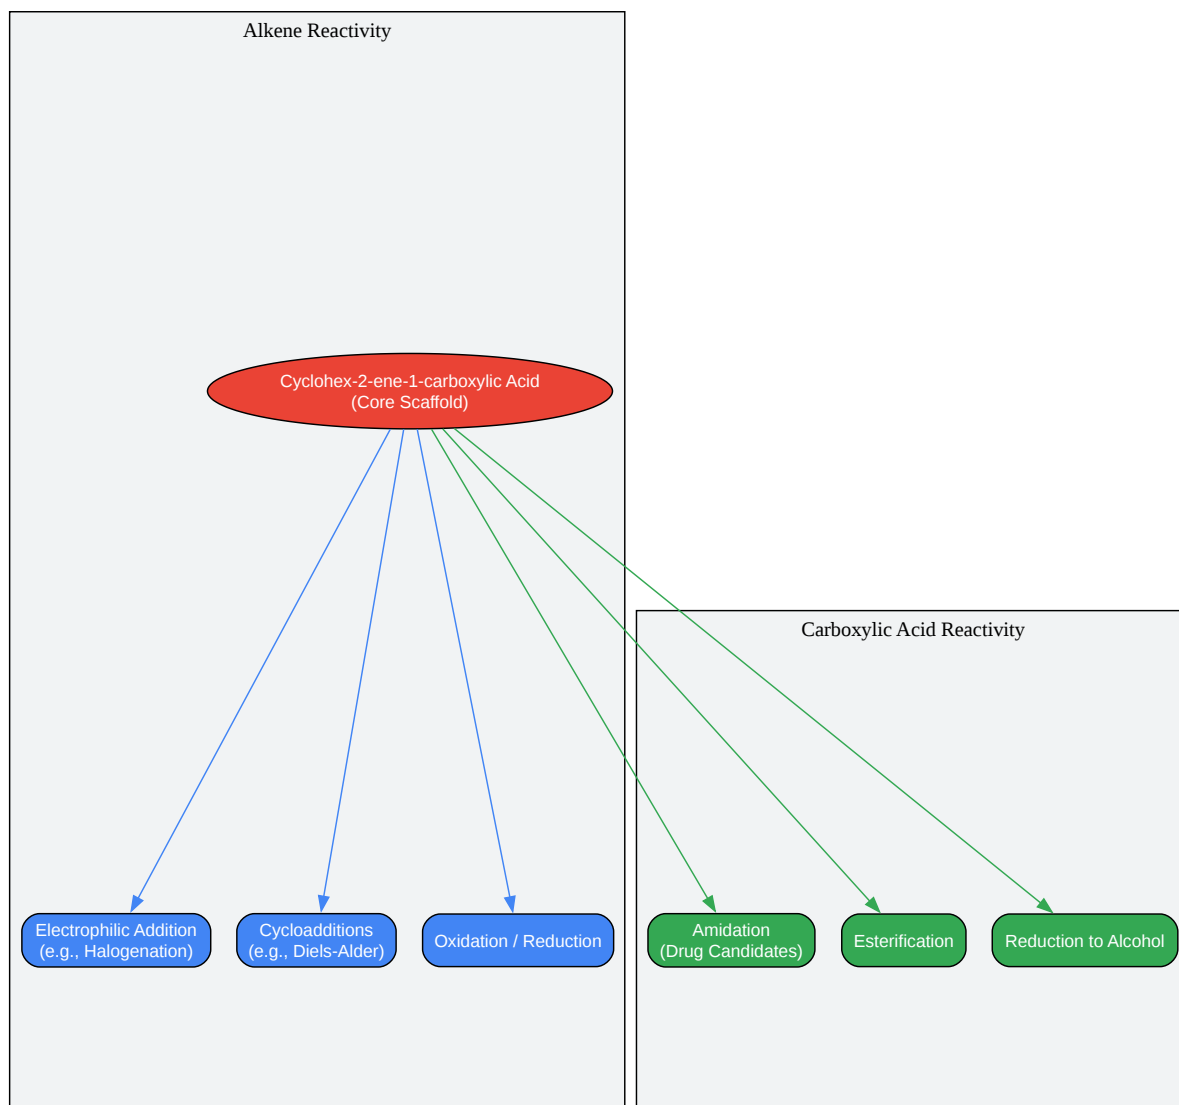 Alkene Reactivity
Cyclohex-2-ene-1-carboxylic Acid
(Core Scaffold)
Carboxylic Acid Reactivity
Electrophilic Addition
(e.g., Halogenation)
Cycloadditions
(e.g., Diels-Alder)
Oxidation / Reduction
Amidation
(Drug Candidates)
Esterification
Reduction to Alcohol